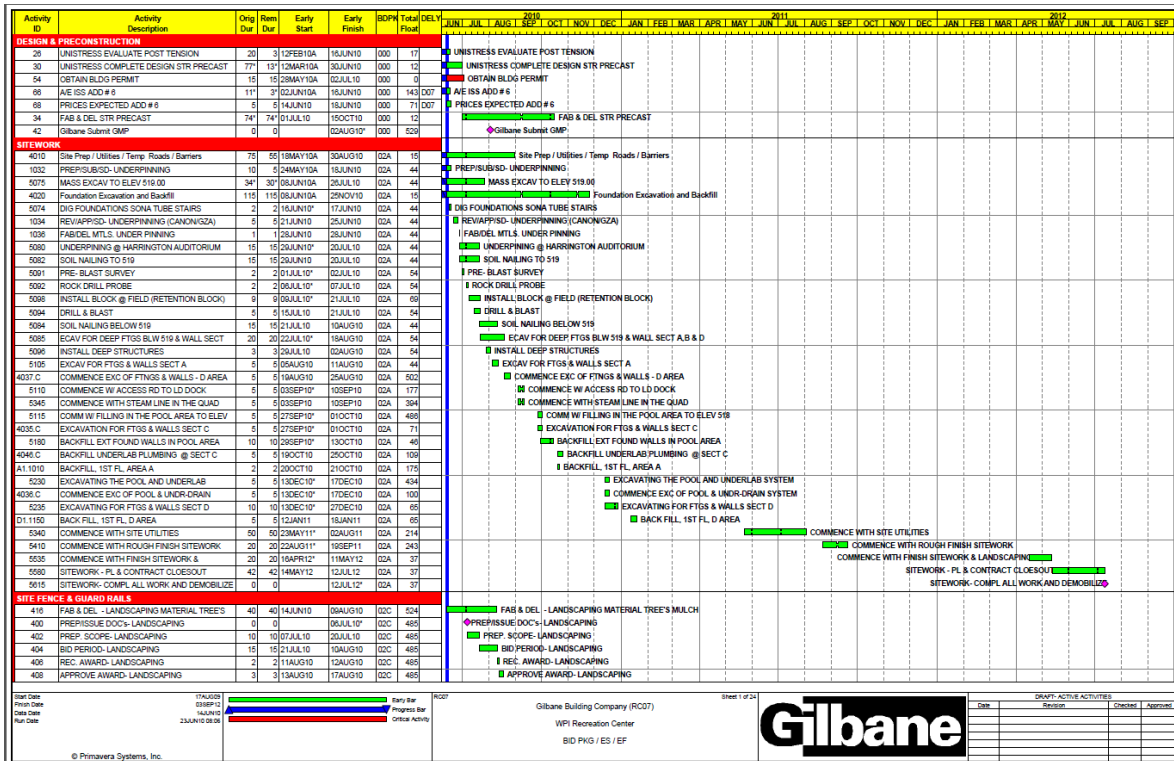 Activity ID Activity Description Orig Dur Rem Dur Early Start Early Finish BDPK Total Float DELY
2010 2011 2012
JUN JUL AUG SEP OCT NOV DEC JAN FEB MAR APR MAY JUN JUL AUG SEP OCT NOV DEC JAN FEB MAR APR MAY JUN JUL AUG SEP
DESIGN & PRECONSTRUCTION
26 UNISTRESS EVALUATE POST TENSION 20 3 12FEB10A 16JUN10 000 17 UNISTRESS EVALUATE POST TENSION
30 UNISTRESS COMPLETE DESIGN STR PRECAST 77* 13* 12MAR10A 30JUN10 000 12 UNISTRESS COMPLETE DESIGN STR PRECAST
54 OBTAIN BLDG PERMIT 15 15 28MAY10A 02JUL10 000 0 OBTAIN BLDG PERMIT
66 A/E ISS ADD # 6 11* 3* 02JUN10A 16JUN10 000 143 D07 A/E ISS ADD # 6
68 PRICES EXPECTED ADD # 6 5 5 14JUN10 18JUN10 000 71 D07 PRICES EXPECTED ADD # 6
34 FAB & DEL STR PRECAST 74* 74* 01JUL10 15OCT10 000 12 FAB & DEL STR PRECAST
42 Gilbane Submit GMP 0 0 02AUG10* 000 529 Gilbane Submit GMP
SITEWORK
4010 Site Prep / Utilities / Temp Roads / Barriers 75 55 18MAY10A 30AUG10 02A 15 Site Prep / Utilities / Temp Roads / Barriers
1032 PREP/SUB/SD- UNDERPINNING 10 5 24MAY10A 18JUN10 02A 44 PREP/SUB/SD- UNDERPINNING
5075 MASS EXCAV TO ELEV 519.00 34* 30* 08JUN10A 26JUL10 02A 44 MASS EXCAV TO ELEV 519.00
4020 Foundation Excavation and Backfill 115 115 08JUN10A 25NOV10 02A 15 Foundation Excavation and Backfill
5074 DIG FOUNDATIONS SONA TUBE STAIRS 2 2 16JUN10* 17JUN10 02A 44 DIG FOUNDATIONS SONA TUBE STAIRS
1034 REV/APP/SD- UNDERPINNING (CANON/GZA) 5 5 21JUN10 25JUN10 02A 44 REV/APP/SD- UNDERPINNING (CANON/GZA)
1036 FAB/DEL MTLS. UNDER PINNING 1 1 28JUN10 28JUN10 02A 44 FAB/DEL MTLS. UNDER PINNING
5080 UNDERPINING @ HARRINGTON AUDITORIUM 15 15 29JUN10* 20JUL10 02A 44 UNDERPINING @ HARRINGTON AUDITORIUM
5082 SOIL NAILING TO 519 15 15 29JUN10 20JUL10 02A 44 SOIL NAILING TO 519
5091 PRE- BLAST SURVEY 2 2 01JUL10* 02JUL10 02A 54 PRE- BLAST SURVEY
5092 ROCK DRILL PROBE 2 2 06JUL10* 07JUL10 02A 54 ROCK DRILL PROBE
5098 INSTALL BLOCK @ FIELD (RETENTION BLOCK) 9 9 09JUL10* 21JUL10 02A 69 INSTALL BLOCK @ FIELD (RETENTION BLOCK)
5094 DRILL & BLAST 5 5 15JUL10 21JUL10 02A 54 DRILL & BLAST
5084 SOIL NAILING BELOW 519 15 15 21JUL10 10AUG10 02A 44 SOIL NAILING BELOW 519
5085 ECAV FOR DEEP FTGS BLW 519 & WALL SECT 20 20 22JUL10* 18AUG10 02A 54 ECAV FOR DEEP FTGS BLW 519 & WALL SECT A,B & D
5096 INSTALL DEEP STRUCTURES 3 3 29JUL10 02AUG10 02A 54 INSTALL DEEP STRUCTURES
5105 EXCAV FOR FTGS & WALLS SECT A 5 5 05AUG10 11AUG10 02A 44 EXCAV FOR FTGS & WALLS SECT A
4037.C COMMENCE EXC OF FTNGS & WALLS - D AREA 5 5 19AUG10 25AUG10 02A 502 COMMENCE EXC OF FTNGS & WALLS - D AREA
5110 COMMENCE W/ ACCESS RD TO LD DOCK 5 5 03SEP10* 10SEP10 02A 177 COMMENCE W/ ACCESS RD TO LD DOCK
5345 COMMENCE WITH STEAM LINE IN THE QUAD 5 5 03SEP10 10SEP10 02A 394 COMMENCE WITH STEAM LINE IN THE QUAD
5115 COMM W/ FILLING IN THE POOL AREA TO ELEV 5 5 27SEP10* 01OCT10 02A 486 COMM W/ FILLING IN THE POOL AREA TO ELEV 518
4035.C EXCAVATION FOR FTGS & WALLS SECT C 5 5 27SEP10* 01OCT10 02A 71 EXCAVATION FOR FTGS & WALLS SECT C
5180 BACKFILL EXT FOUND WALLS IN POOL AREA 10 10 29SEP10* 13OCT10 02A 46 BACKFILL EXT FOUND WALLS IN POOL AREA
4046.C BACKFILL UNDERLAB PLUMBING @ SECT C 5 5 19OCT10 25OCT10 02A 109 BACKFILL UNDERLAB PLUMBING @ SECT C
A1.1010 BACKFILL, 1ST FL, AREA A 2 2 20OCT10 21OCT10 02A 175 BACKFILL, 1ST FL, AREA A
5230 EXCAVATING THE POOL AND UNDERLAB 5 5 13DEC10* 17DEC10 02A 434 EXCAVATING THE POOL AND UNDERLAB SYSTEM
4036.C COMMENCE EXC OF POOL & UNDR-DRAIN 5 5 13DEC10* 17DEC10 02A 100 COMMENCE EXC OF POOL & UNDR-DRAIN SYSTEM
5235 EXCAVATING FOR FTGS & WALLS SECT D 10 10 13DEC10* 27DEC10 02A 65 EXCAVATING FOR FTGS & WALLS SECT D
D1.1150 BACK FILL, 1ST FL, D AREA 5 5 12JAN11 18JAN11 02A 65 BACK FILL, 1ST FL, D AREA
5340 COMMENCE WITH SITE UTILITIES 50 50 23MAY11* 02AUG11 02A 214 COMMENCE WITH SITE UTILITIES
5410 COMMENCE WITH ROUGH FINISH SITEWORK 20 20 22AUG11* 19SEP11 02A 243 COMMENCE WITH ROUGH FINISH SITEWORK
5535 COMMENCE WITH FINISH SITEWORK & 20 20 16APR12* 11MAY12 02A 37 COMMENCE WITH FINISH SITEWORK & LANDSCAPING
5580 SITEWORK - PL & CONTRACT CLOESOUT 42 42 14MAY12 12JUL12 02A 37 SITEWORK - PL & CONTRACT CLOESOUT
5615 SITEWORK- COMPL ALL WORK AND DEMOBILIZE 0 0 12JUL12* 02A 37 SITEWORK- COMPL ALL WORK AND DEMOBILIZE
SITE FENCE & GUARD RAILS
416 FAB & DEL - LANDSCAPING MATERIAL TREE'S 40 40 14JUN10 09AUG10 02C 524 FAB & DEL - LANDSCAPING MATERIAL TREE'S MULCH
400 PREP/ISSUE DOC's- LANDSCAPING 0 0 06JUL10* 02C 485 PREP/ISSUE DOC's- LANDSCAPING
402 PREP. SCOPE- LANDSCAPING 10 10 07JUL10 20JUL10 02C 485 PREP. SCOPE- LANDSCAPING
404 BID PERIOD- LANDSCAPING 15 15 21JUL10 10AUG10 02C 485 BID PERIOD- LANDSCAPING
406 REC. AWARD- LANDSCAPING 2 2 11AUG10 12AUG10 02C 485 REC. AWARD- LANDSCAPING
408 APPROVE AWARD- LANDSCAPING 3 3 13AUG10 17AUG10 02C 485 APPROVE AWARD- LANDSCAPING
Start Date 17AUG09
Finish Date 03SEP12
Data Date 14JUN10
Run Date 23JUN10 08:06
© Primavera Systems, Inc.
Early Bar
Progress Bar
Critical Activity
RC07
Gilbane Building Company (RC07)
WPI Recreation Center
BID PKG / ES / EF
Sheet 1 of 24
Gilbane
DRAFT- ACTIVE ACTIVITIES
Date Revision Checked Approved